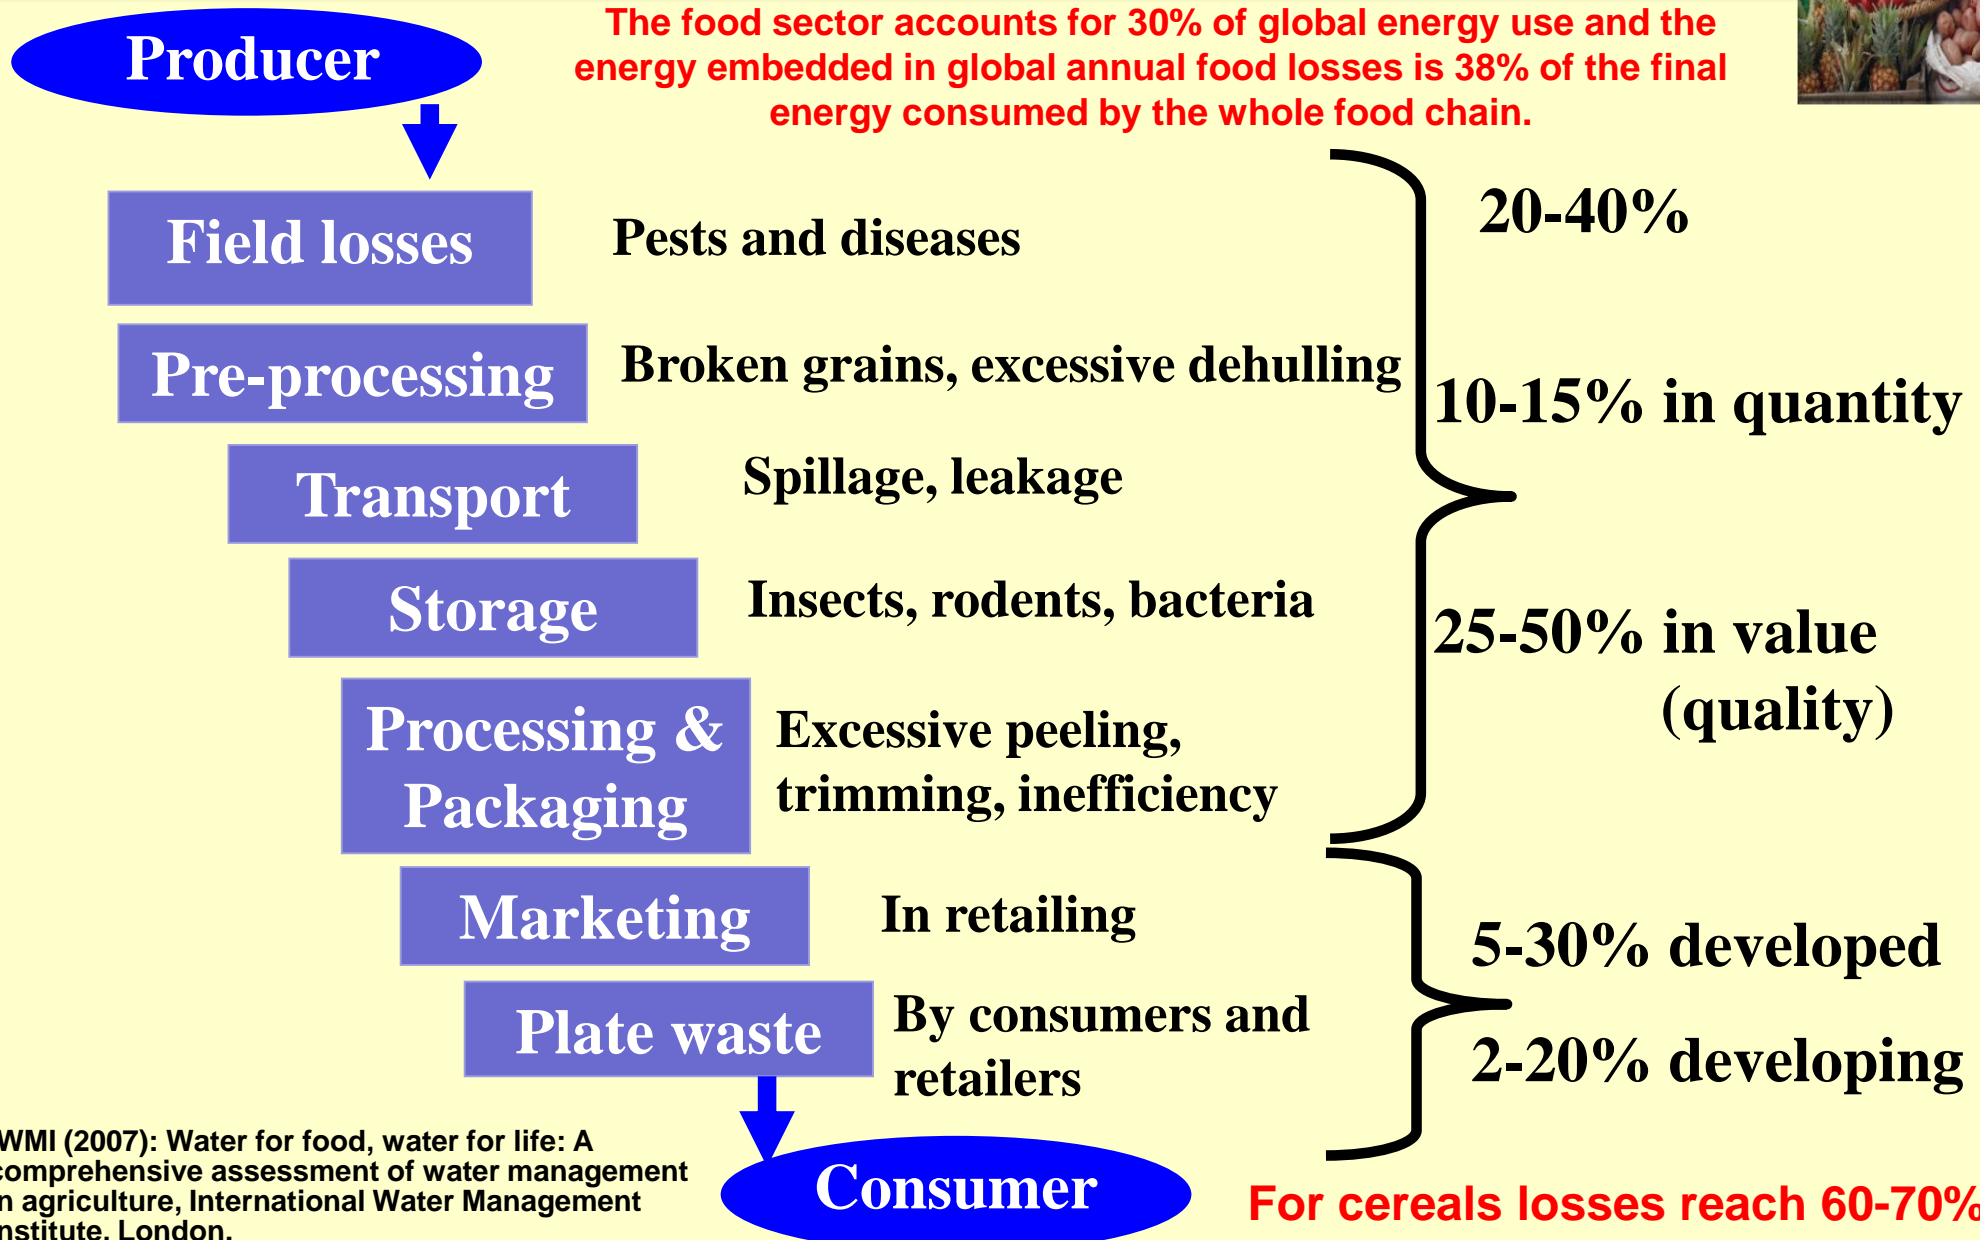 Producer
The food sector accounts for 30% of global energy use and the
energy embedded in global annual food losses is 38% of the final
energy consumed by the whole food chain.
Field losses
Pests and diseases
20-40%
Pre-processing
Broken grains, excessive dehulling
10-15% in quantity
Transport
Spillage, leakage
Storage
Insects, rodents, bacteria
25-50% in value
(quality)
Processing &
Packaging
Excessive peeling,
trimming, inefficiency
Marketing
In retailing
5-30% developed
Plate waste
By consumers and
retailers
2-20% developing
WMI (2007): Water for food, water for life: A
comprehensive assessment of water management
n agriculture, International Water Management
nstitute, London.
Consumer
For cereals losses reach 60-70%